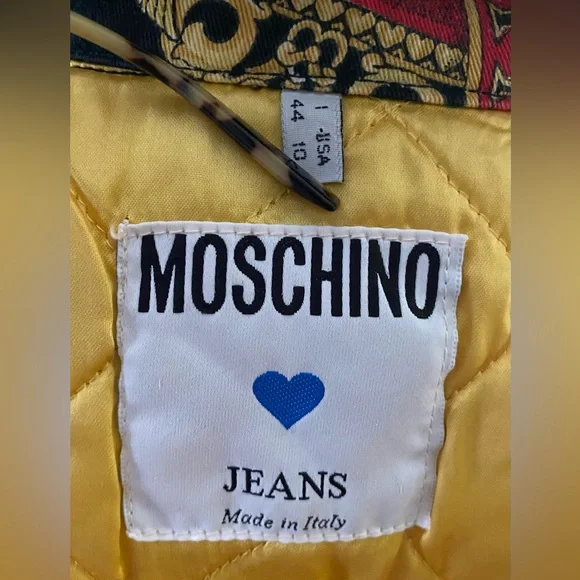 I -USA
44 10
MOSCHINO
JEANS
Made in Italy